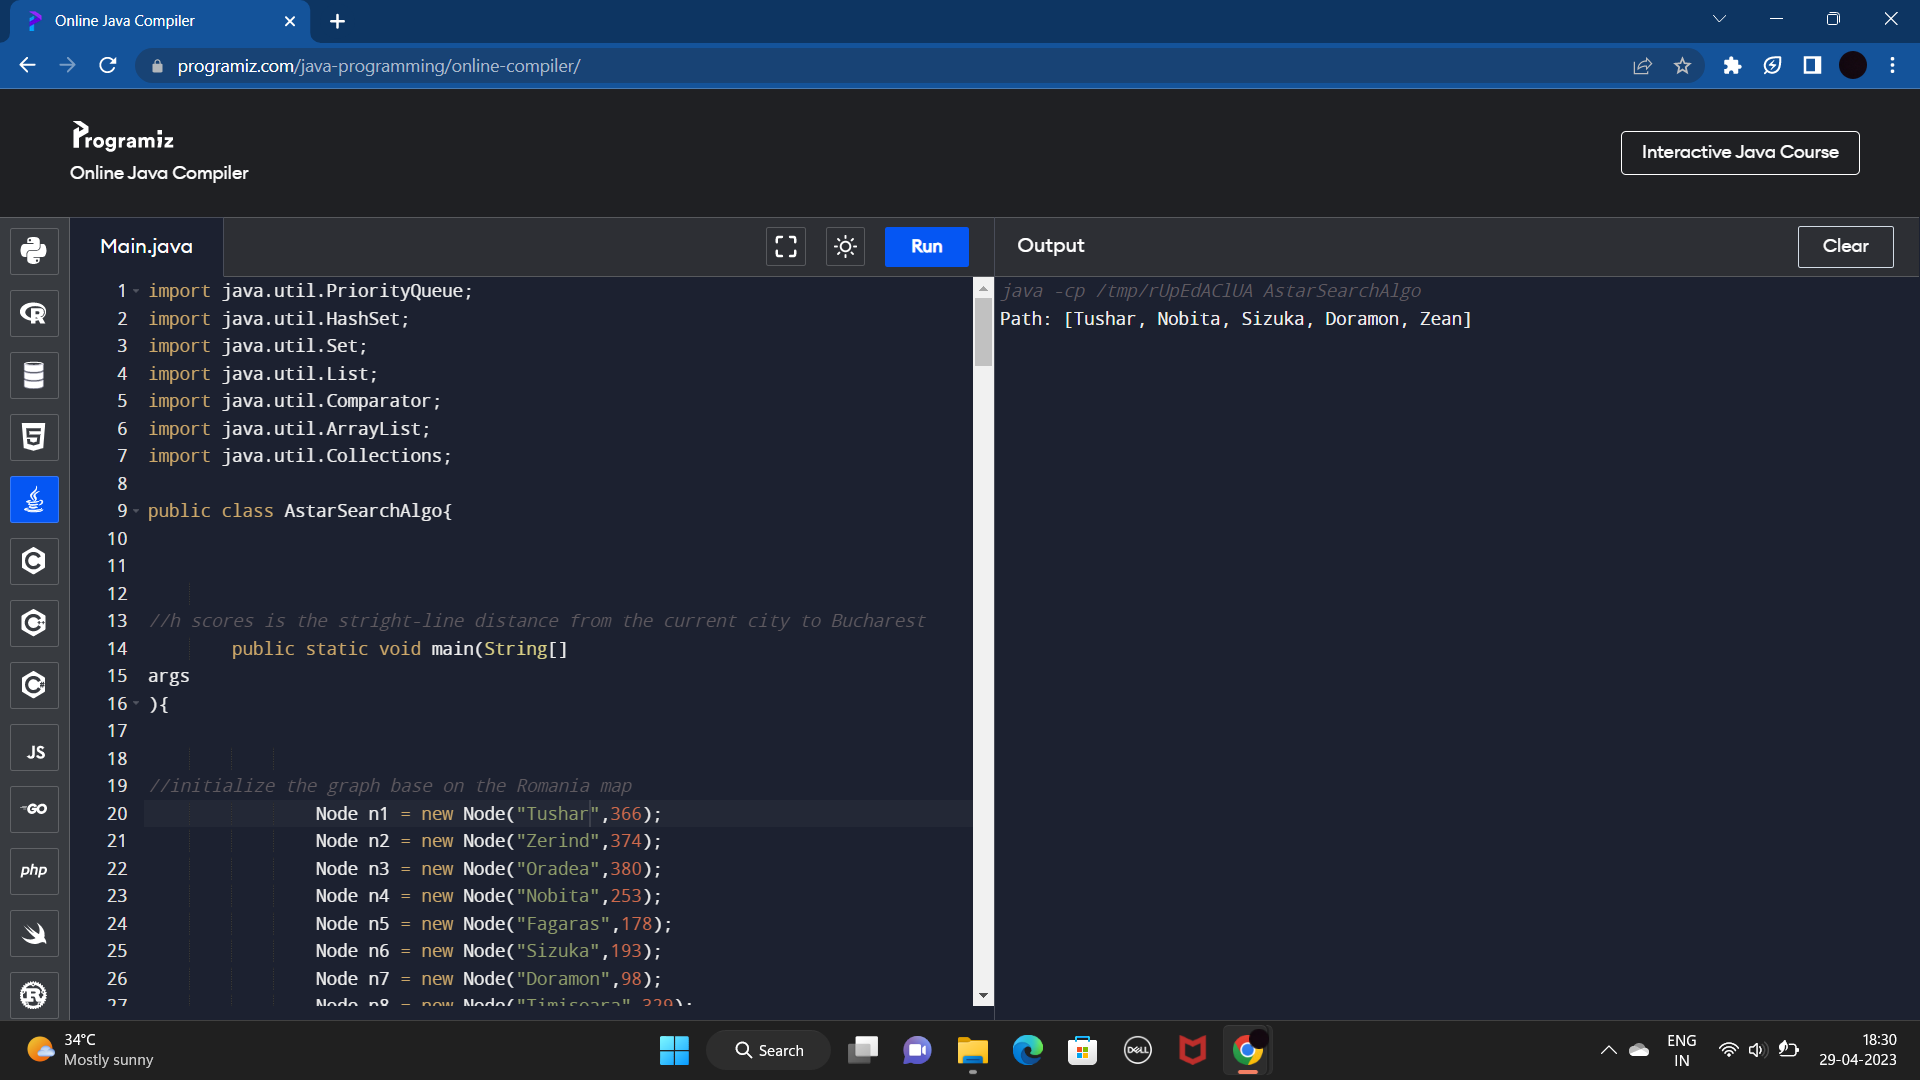 Online Java Compiler
programiz.com/java-programming/online-compiler/
Programiz
Online Java Compiler
Interactive Java Course
Main.java
Run
Output
Clear
1 import java.util.PriorityQueue;
2 import java.util.HashSet;
3 import java.util.Set;
4 import java.util.List;
5 import java.util.Comparator;
6 import java.util.ArrayList;
7 import java.util.Collections;
8
9 public class AstarSearchAlgo{
10
11
12
13 //h scores is the stright-line distance from the current city to Bucharest
14 public static void main(String[]
15 args
16 ){
17
18
19 //initialize the graph base on the Romania map
20 Node n1 = new Node("Tushar",366);
21 Node n2 = new Node("Zerind",374);
22 Node n3 = new Node("Oradea",380);
23 Node n4 = new Node("Nobita",253);
24 Node n5 = new Node("Fagaras",178);
25 Node n6 = new Node("Sizuka",193);
26 Node n7 = new Node("Doramon",98);
27 Node n8 = new Node("Timisoara",329);
java -cp /tmp/rUpEdAClUA AstarSearchAlgo
Path: [Tushar, Nobita, Sizuka, Doramon, Zean]
R
5
C
C++
C#
JS
GO
php
R
34°C
Mostly sunny
Search
DELL
ENG
IN
18:30
29-04-2023